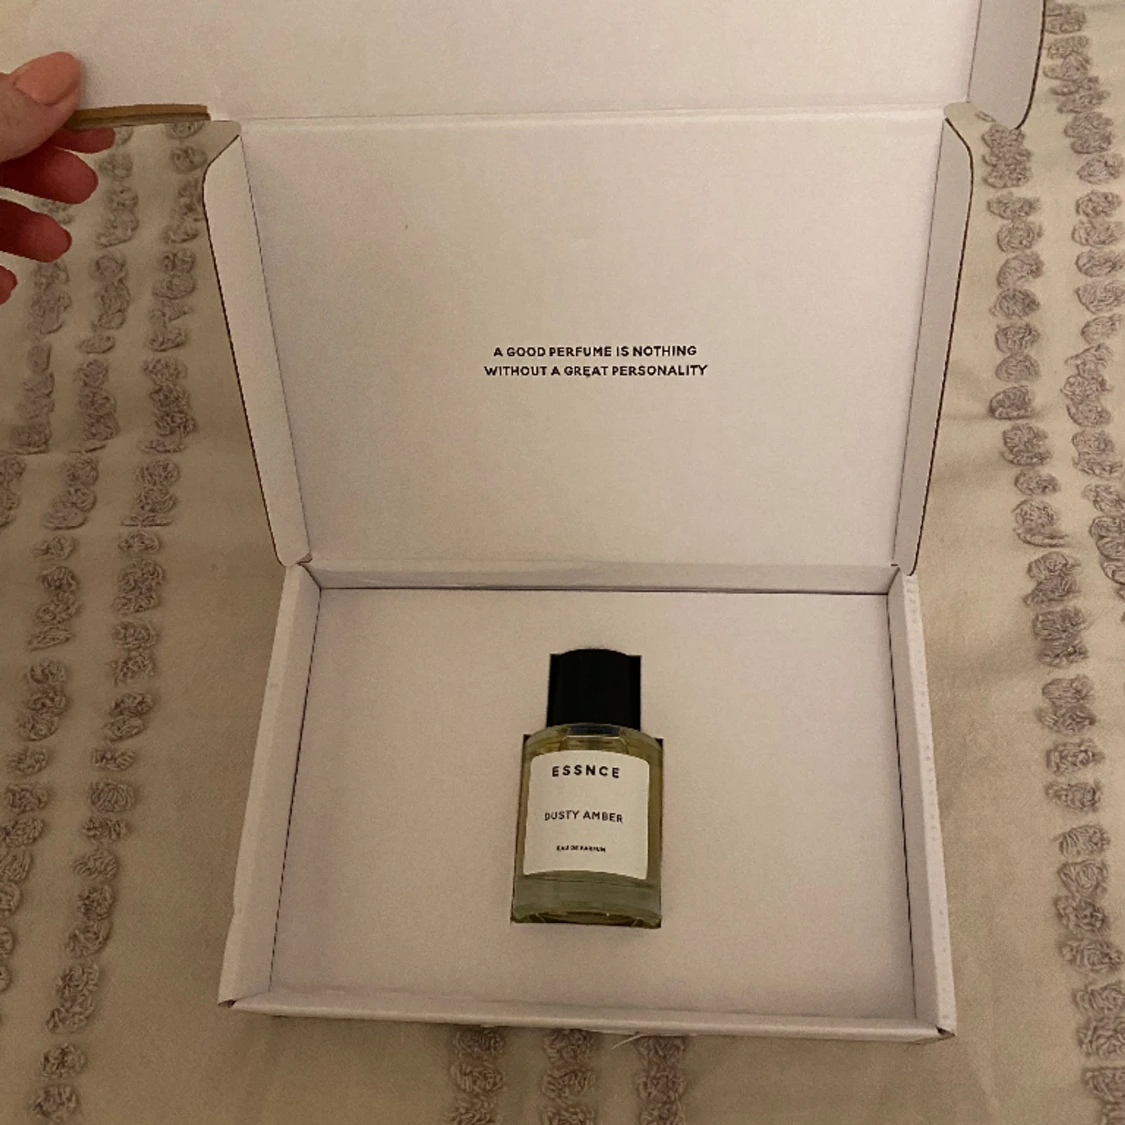 A GOOD PERFUME IS NOTHING
WITHOUT A GREAT PERSONALITY
ESSNCE
DUSTY AMBER
EAU DE PARFUM